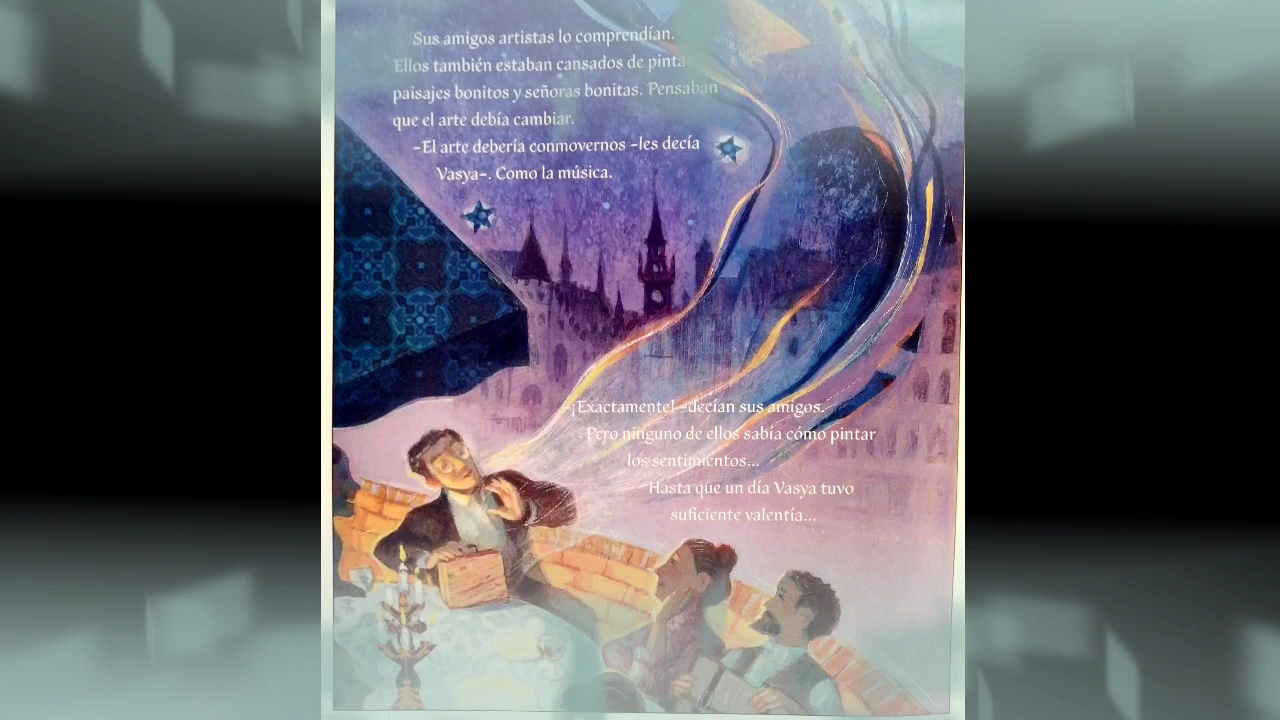 Sus amigos artistas lo comprendían.
Ellos también estaban cansados de pintar
paisajes bonitos y señoras bonitas. Pensaban
que el arte debía cambiar.
–El arte debería conmovernos –les decía
Vasya–. Como la música.
–¡Exactamente! –decían sus amigos.
Pero ninguno de ellos sabía cómo pintar
los sentimientos...
Hasta que un día Vasya tuvo
suficiente valentía...